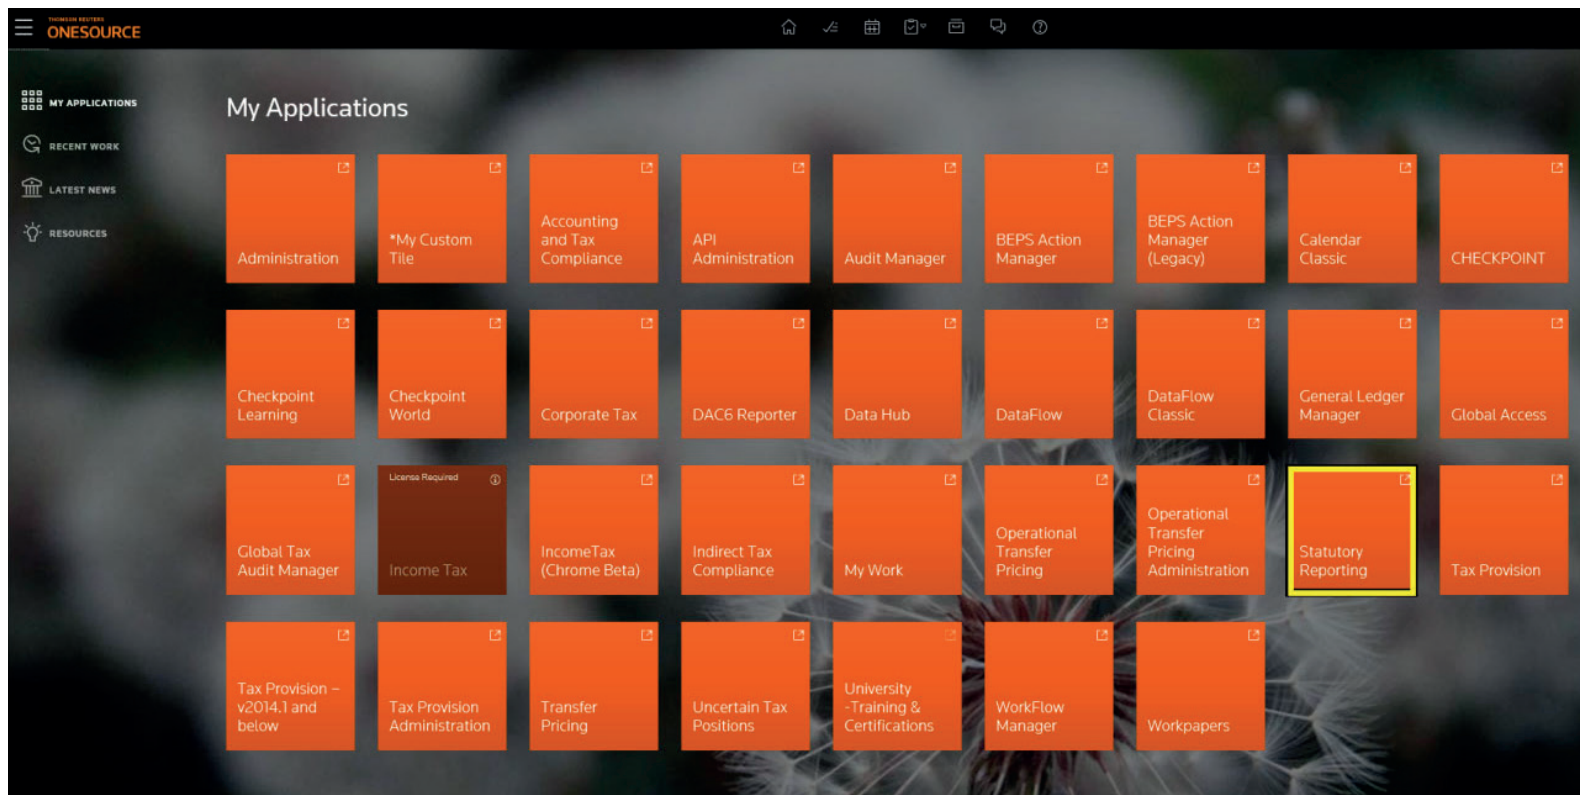 THOMSON REUTERS
ONESOURCE
MY APPLICATIONS
RECENT WORK
LATEST NEWS
RESOURCES
My Applications
Administration
*My Custom
Tile
Accounting
and Tax
Compliance
API
Administration
Audit Manager
BEPS Action
Manager
BEPS Action
Manager
(Legacy)
Calendar
Classic
CHECKPOINT
Checkpoint
Learning
Checkpoint
World
Corporate Tax
DAC6 Reporter
Data Hub
DataFlow
DataFlow
Classic
General Ledger
Manager
Global Access
Global Tax
Audit Manager
License Required
Income Tax
IncomeTax
(Chrome Beta)
Indirect Tax
Compliance
My Work
Operational
Transfer
Pricing
Operational
Transfer
Pricing
Administration
Statutory
Reporting
Tax Provision
Tax Provision –
v2014.1 and
below
Tax Provision
Administration
Transfer
Pricing
Uncertain Tax
Positions
University
-Training &
Certifications
WorkFlow
Manager
Workpapers